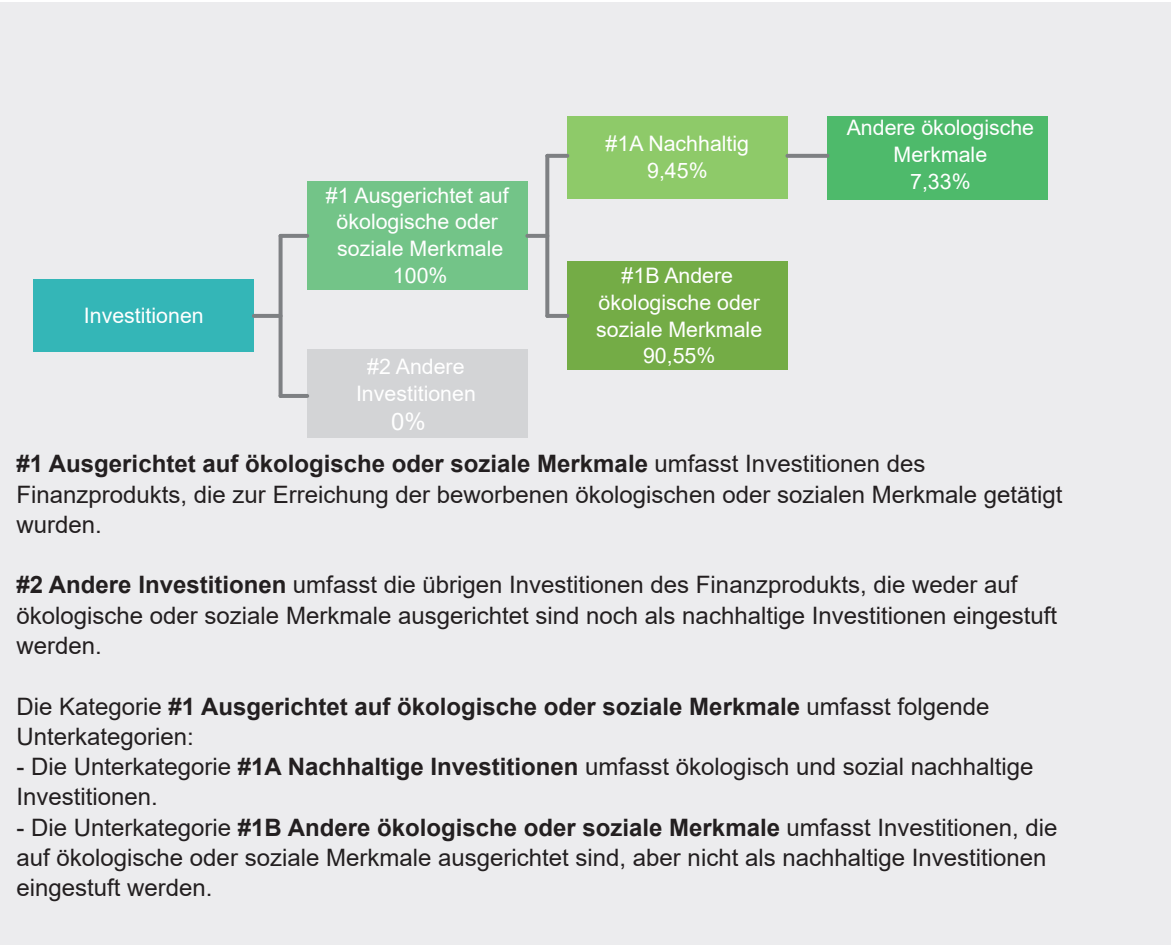 Investitionen
#1 Ausgerichtet auf
ökologische oder
soziale Merkmale
100%
#2 Andere
Investitionen
0%
#1A Nachhaltig
9,45%
#1B Andere
ökologische oder
soziale Merkmale
90,55%
Andere ökologische
Merkmale
7,33%
#1 Ausgerichtet auf ökologische oder soziale Merkmale umfasst Investitionen des
Finanzprodukts, die zur Erreichung der beworbenen ökologischen oder sozialen Merkmale getätigt
wurden.
#2 Andere Investitionen umfasst die übrigen Investitionen des Finanzprodukts, die weder auf
ökologische oder soziale Merkmale ausgerichtet sind noch als nachhaltige Investitionen eingestuft
werden.
Die Kategorie #1 Ausgerichtet auf ökologische oder soziale Merkmale umfasst folgende
Unterkategorien:
- Die Unterkategorie #1A Nachhaltige Investitionen umfasst ökologisch und sozial nachhaltige
Investitionen.
- Die Unterkategorie #1B Andere ökologische oder soziale Merkmale umfasst Investitionen, die
auf ökologische oder soziale Merkmale ausgerichtet sind, aber nicht als nachhaltige Investitionen
eingestuft werden.